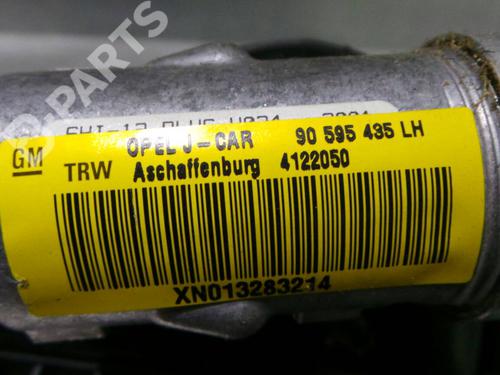 B-PARTS
OPEL J-CAR 90 595 435 LH
GM
TRW Aschaffenburg 4122050
XN013283214